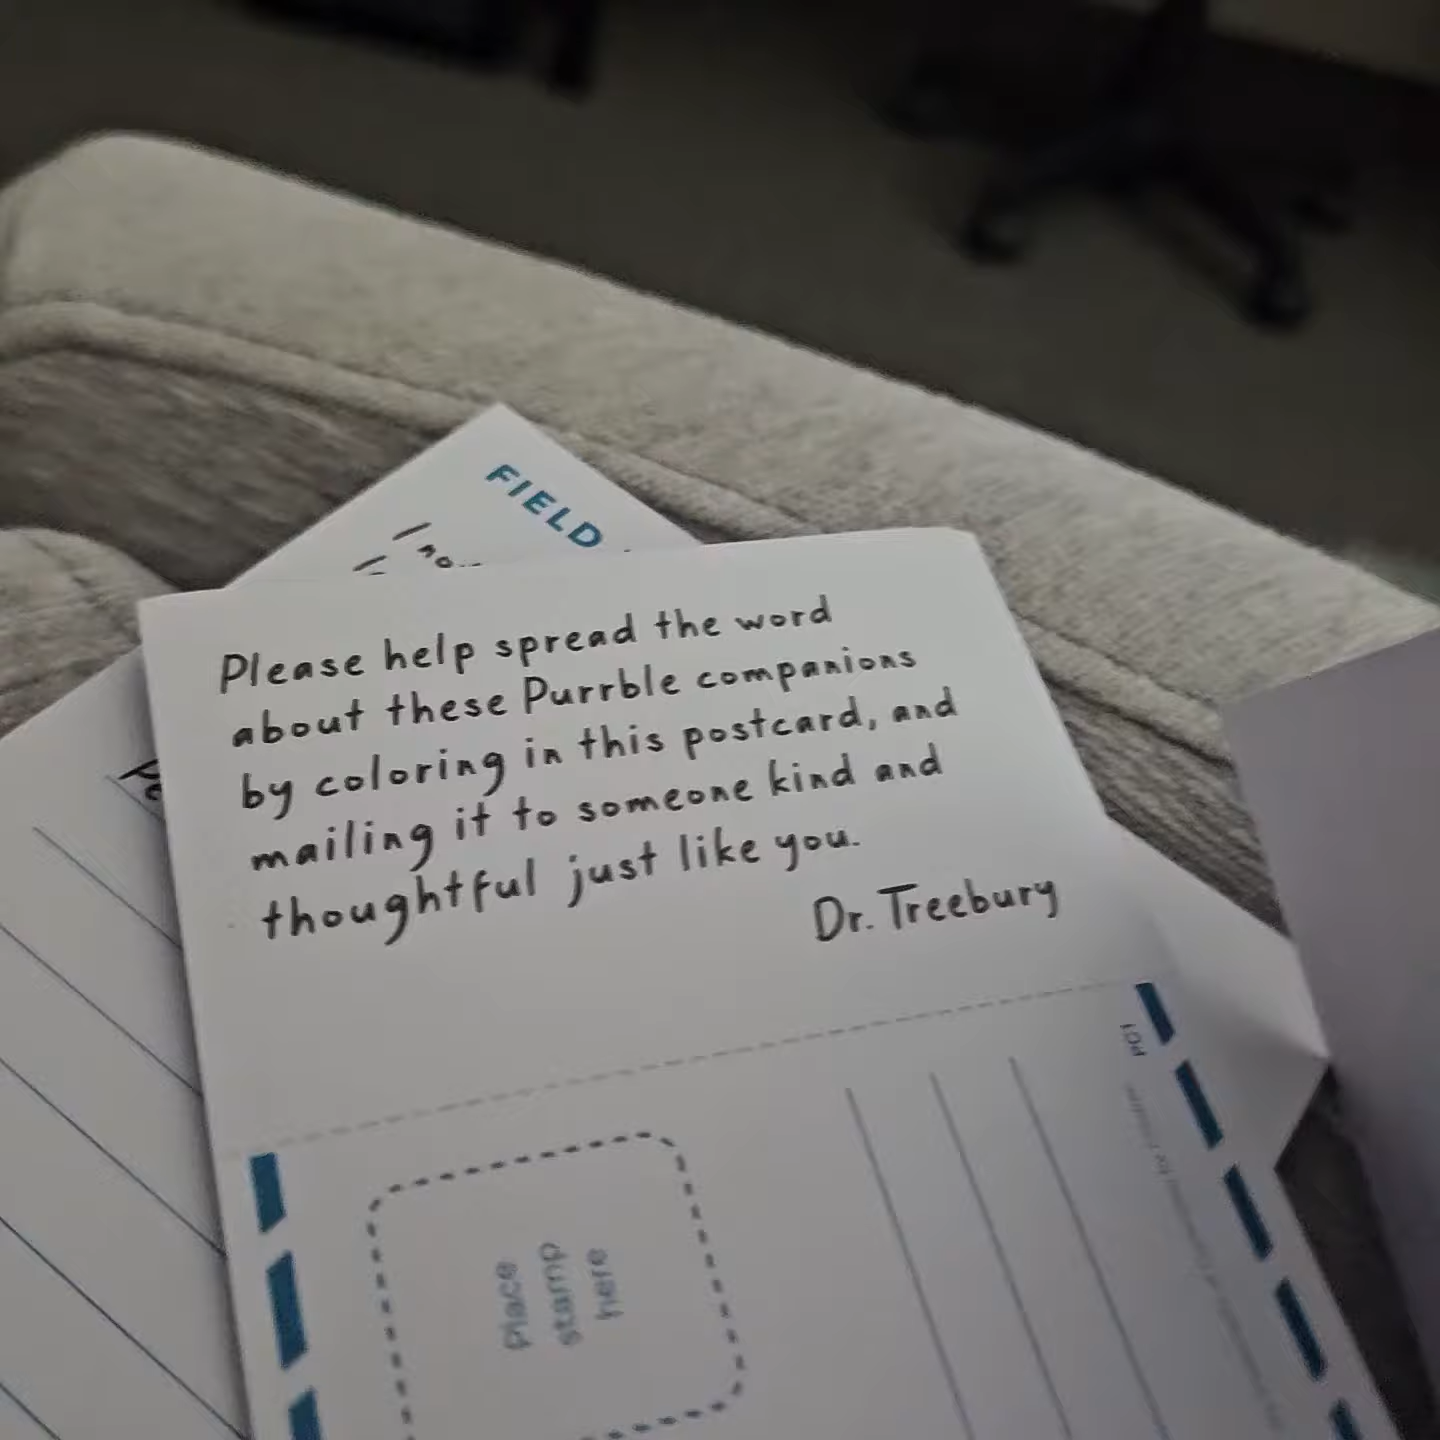 FIELD
Please help spread the word
about these Purrble companions
by coloring in this postcard, and
mailing it to someone kind and
thoughtful just like you.
Dr. Treebury
PC1
Place
stamp
here